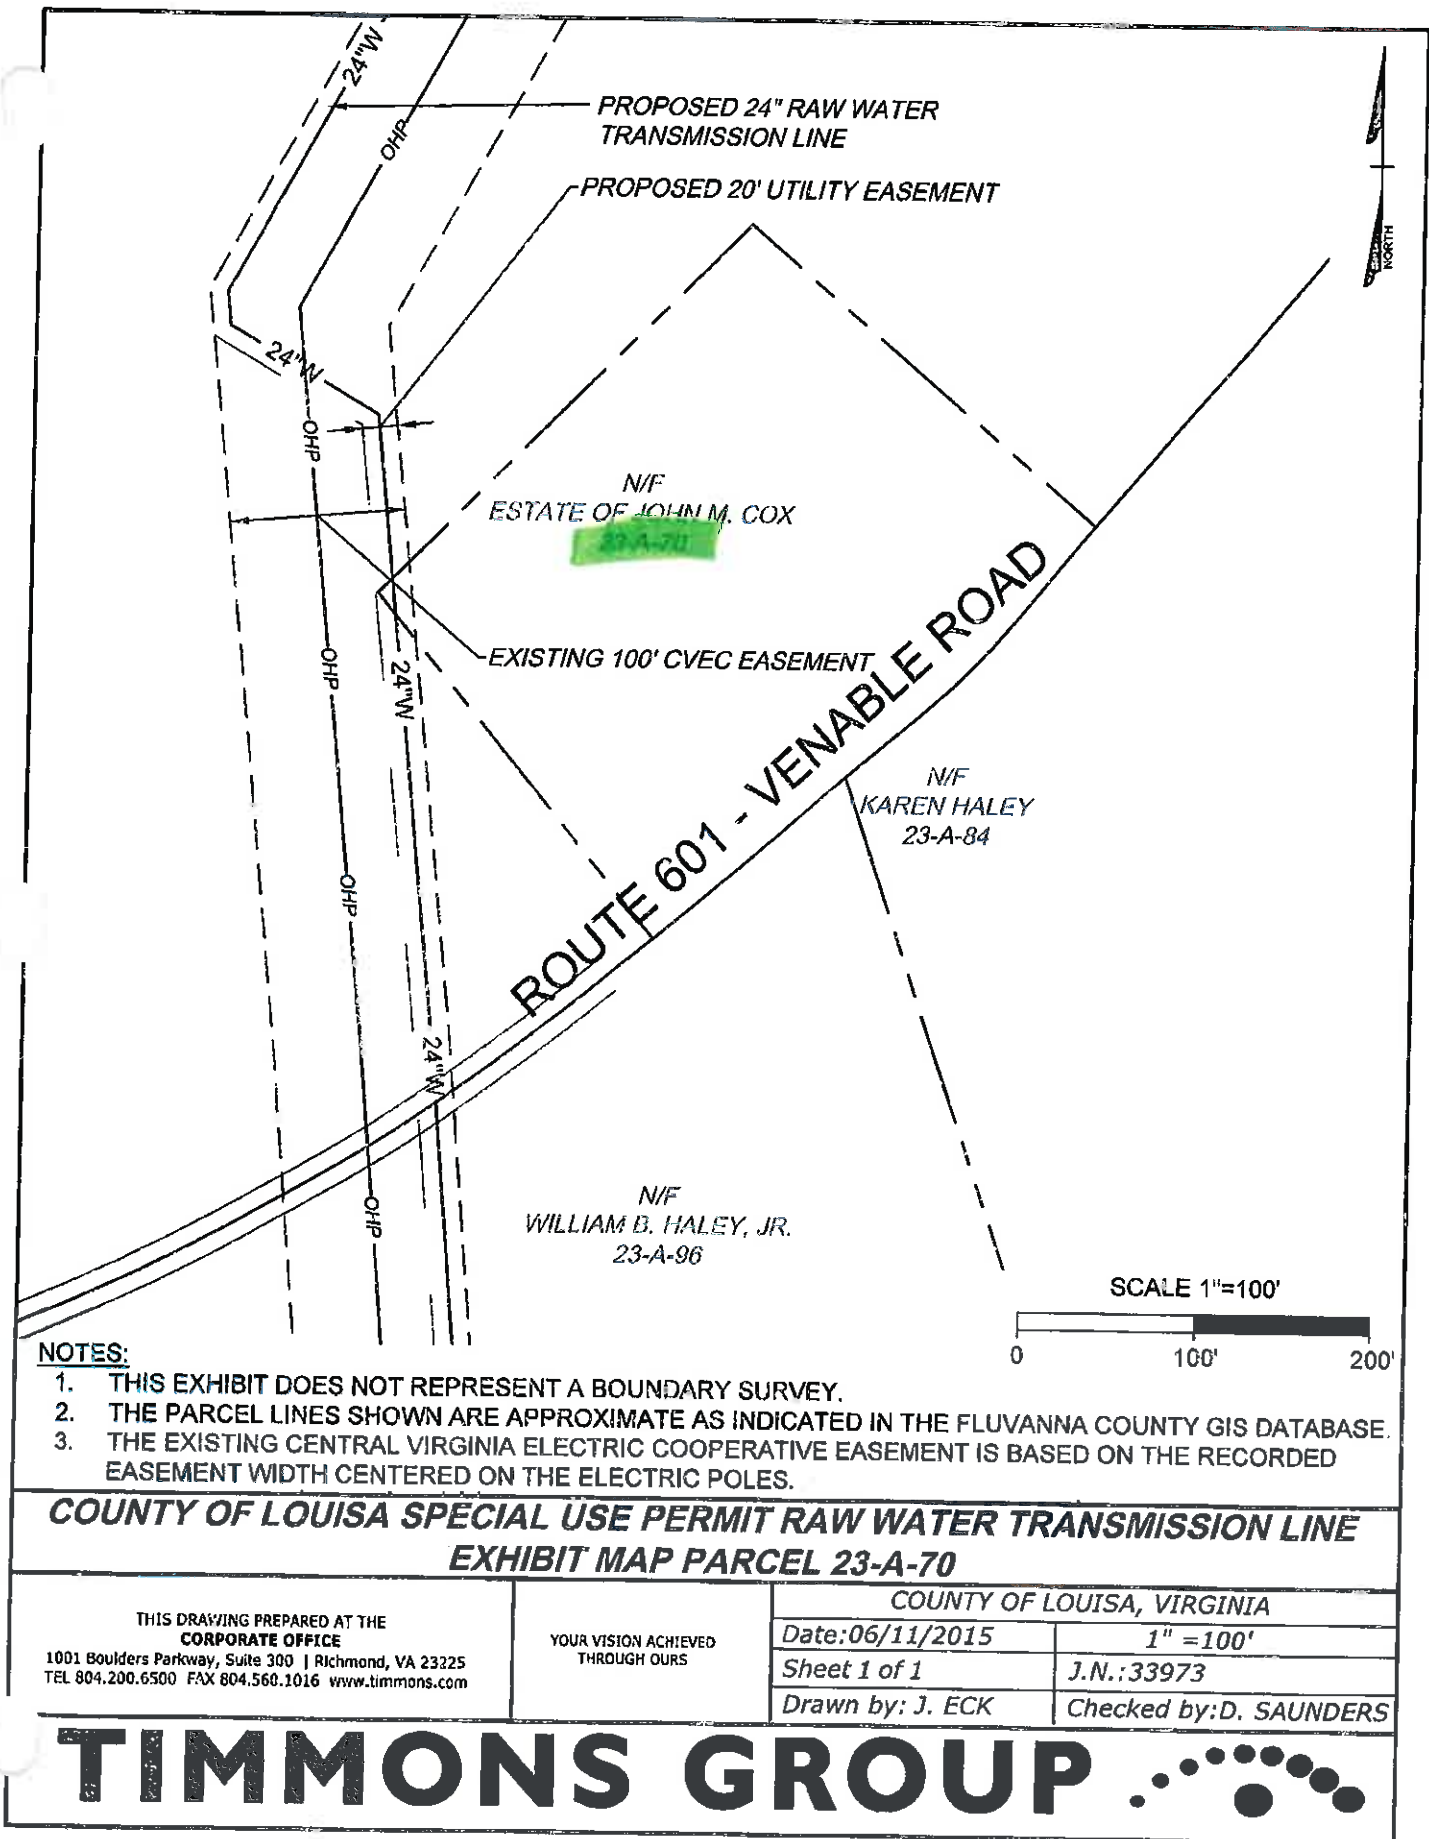 24"W
PROPOSED 24" RAW WATER
TRANSMISSION LINE
OHP
PROPOSED 20' UTILITY EASEMENT
NORTH
24"W
OHP
N/F
ESTATE OF JOHN M. COX
23-A-70
EXISTING 100' CVEC EASEMENT
OHP
24"W
ROUTE 601 - VENABLE ROAD
N/F
KAREN HALEY
23-A-84
OHP
24"W
OHP
N/F
WILLIAM B. HALEY, JR.
23-A-96
SCALE 1"=100'
0 100' 200'
NOTES:
1. THIS EXHIBIT DOES NOT REPRESENT A BOUNDARY SURVEY.
2. THE PARCEL LINES SHOWN ARE APPROXIMATE AS INDICATED IN THE FLUVANNA COUNTY GIS DATABASE.
3. THE EXISTING CENTRAL VIRGINIA ELECTRIC COOPERATIVE EASEMENT IS BASED ON THE RECORDED
EASEMENT WIDTH CENTERED ON THE ELECTRIC POLES.
COUNTY OF LOUISA SPECIAL USE PERMIT RAW WATER TRANSMISSION LINE
EXHIBIT MAP PARCEL 23-A-70
THIS DRAWING PREPARED AT THE
CORPORATE OFFICE
1001 Boulders Parkway, Suite 300 | Richmond, VA 23225
TEL 804.200.6500 FAX 804.560.1016 www.timmons.com
YOUR VISION ACHIEVED
THROUGH OURS
COUNTY OF LOUISA, VIRGINIA
Date:06/11/2015
1" =100'
Sheet 1 of 1
J.N.:33973
Drawn by: J. ECK
Checked by:D. SAUNDERS
TIMMONS GROUP